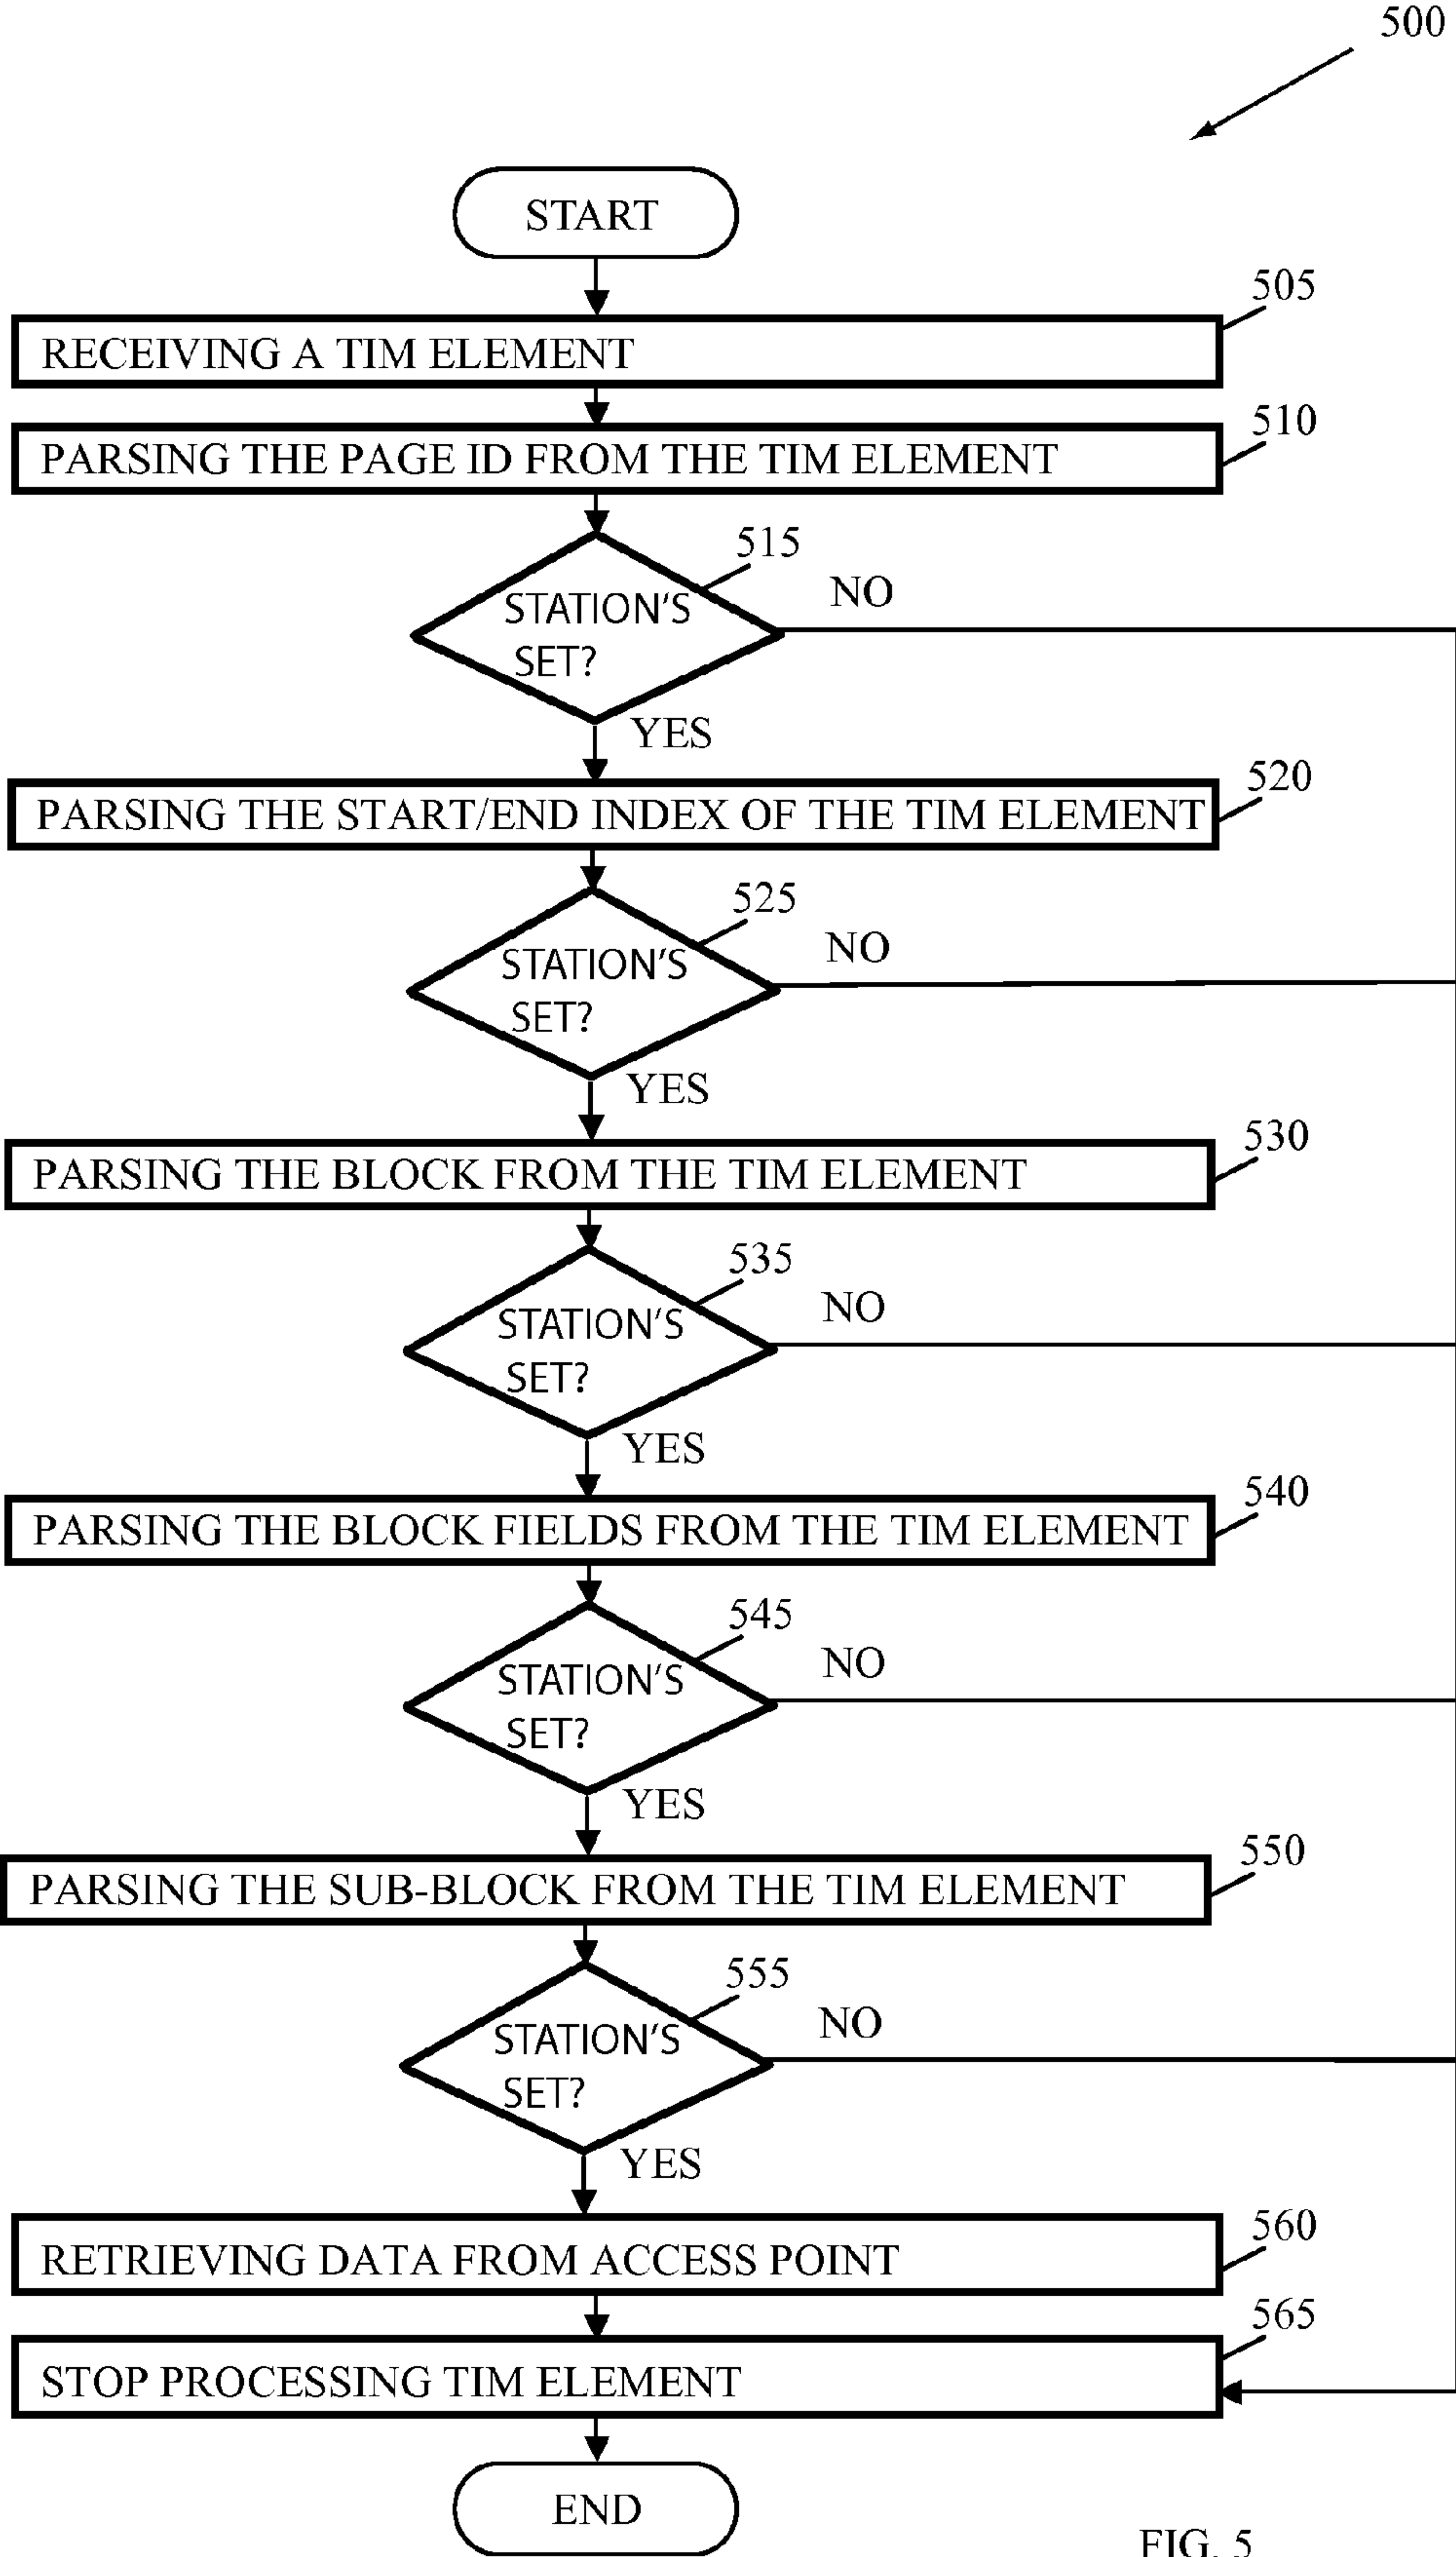 500
START
505
RECEIVING A TIM ELEMENT
510
PARSING THE PAGE ID FROM THE TIM ELEMENT
515
STATION'S
SET?
NO
YES
520
PARSING THE START/END INDEX OF THE TIM ELEMENT
525
STATION'S
SET?
NO
YES
530
PARSING THE BLOCK FROM THE TIM ELEMENT
535
STATION'S
SET?
NO
YES
540
PARSING THE BLOCK FIELDS FROM THE TIM ELEMENT
545
STATION'S
SET?
NO
YES
550
PARSING THE SUB-BLOCK FROM THE TIM ELEMENT
555
STATION'S
SET?
NO
YES
560
RETRIEVING DATA FROM ACCESS POINT
565
STOP PROCESSING TIM ELEMENT
END
FIG. 5